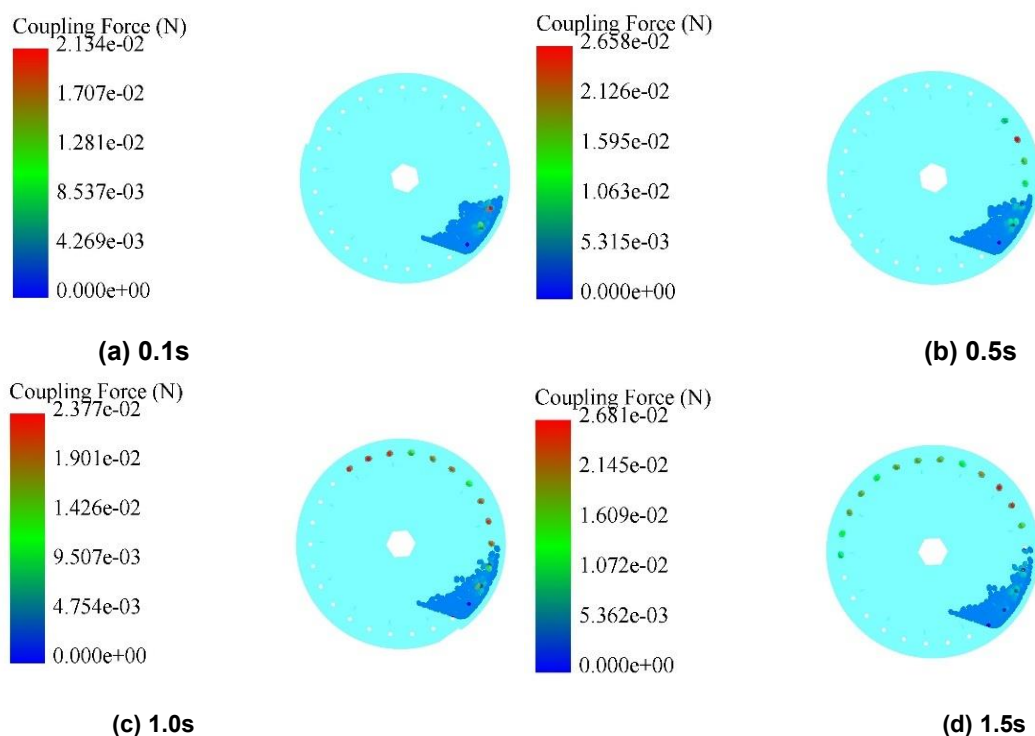 Coupling Force (N)
2.134e-02
1.707e-02
1.281e-02
8.537e-03
4.269e-03
0.000e+00
(a) 0.1s
Coupling Force (N)
2.658e-02
2.126e-02
1.595e-02
1.063e-02
5.315e-03
0.000e+00
(b) 0.5s
Coupling Force (N)
2.377e-02
1.901e-02
1.426e-02
9.507e-03
4.754e-03
0.000e+00
(c) 1.0s
Coupling Force (N)
2.681e-02
2.145e-02
1.609e-02
1.072e-02
5.362e-03
0.000e+00
(d) 1.5s